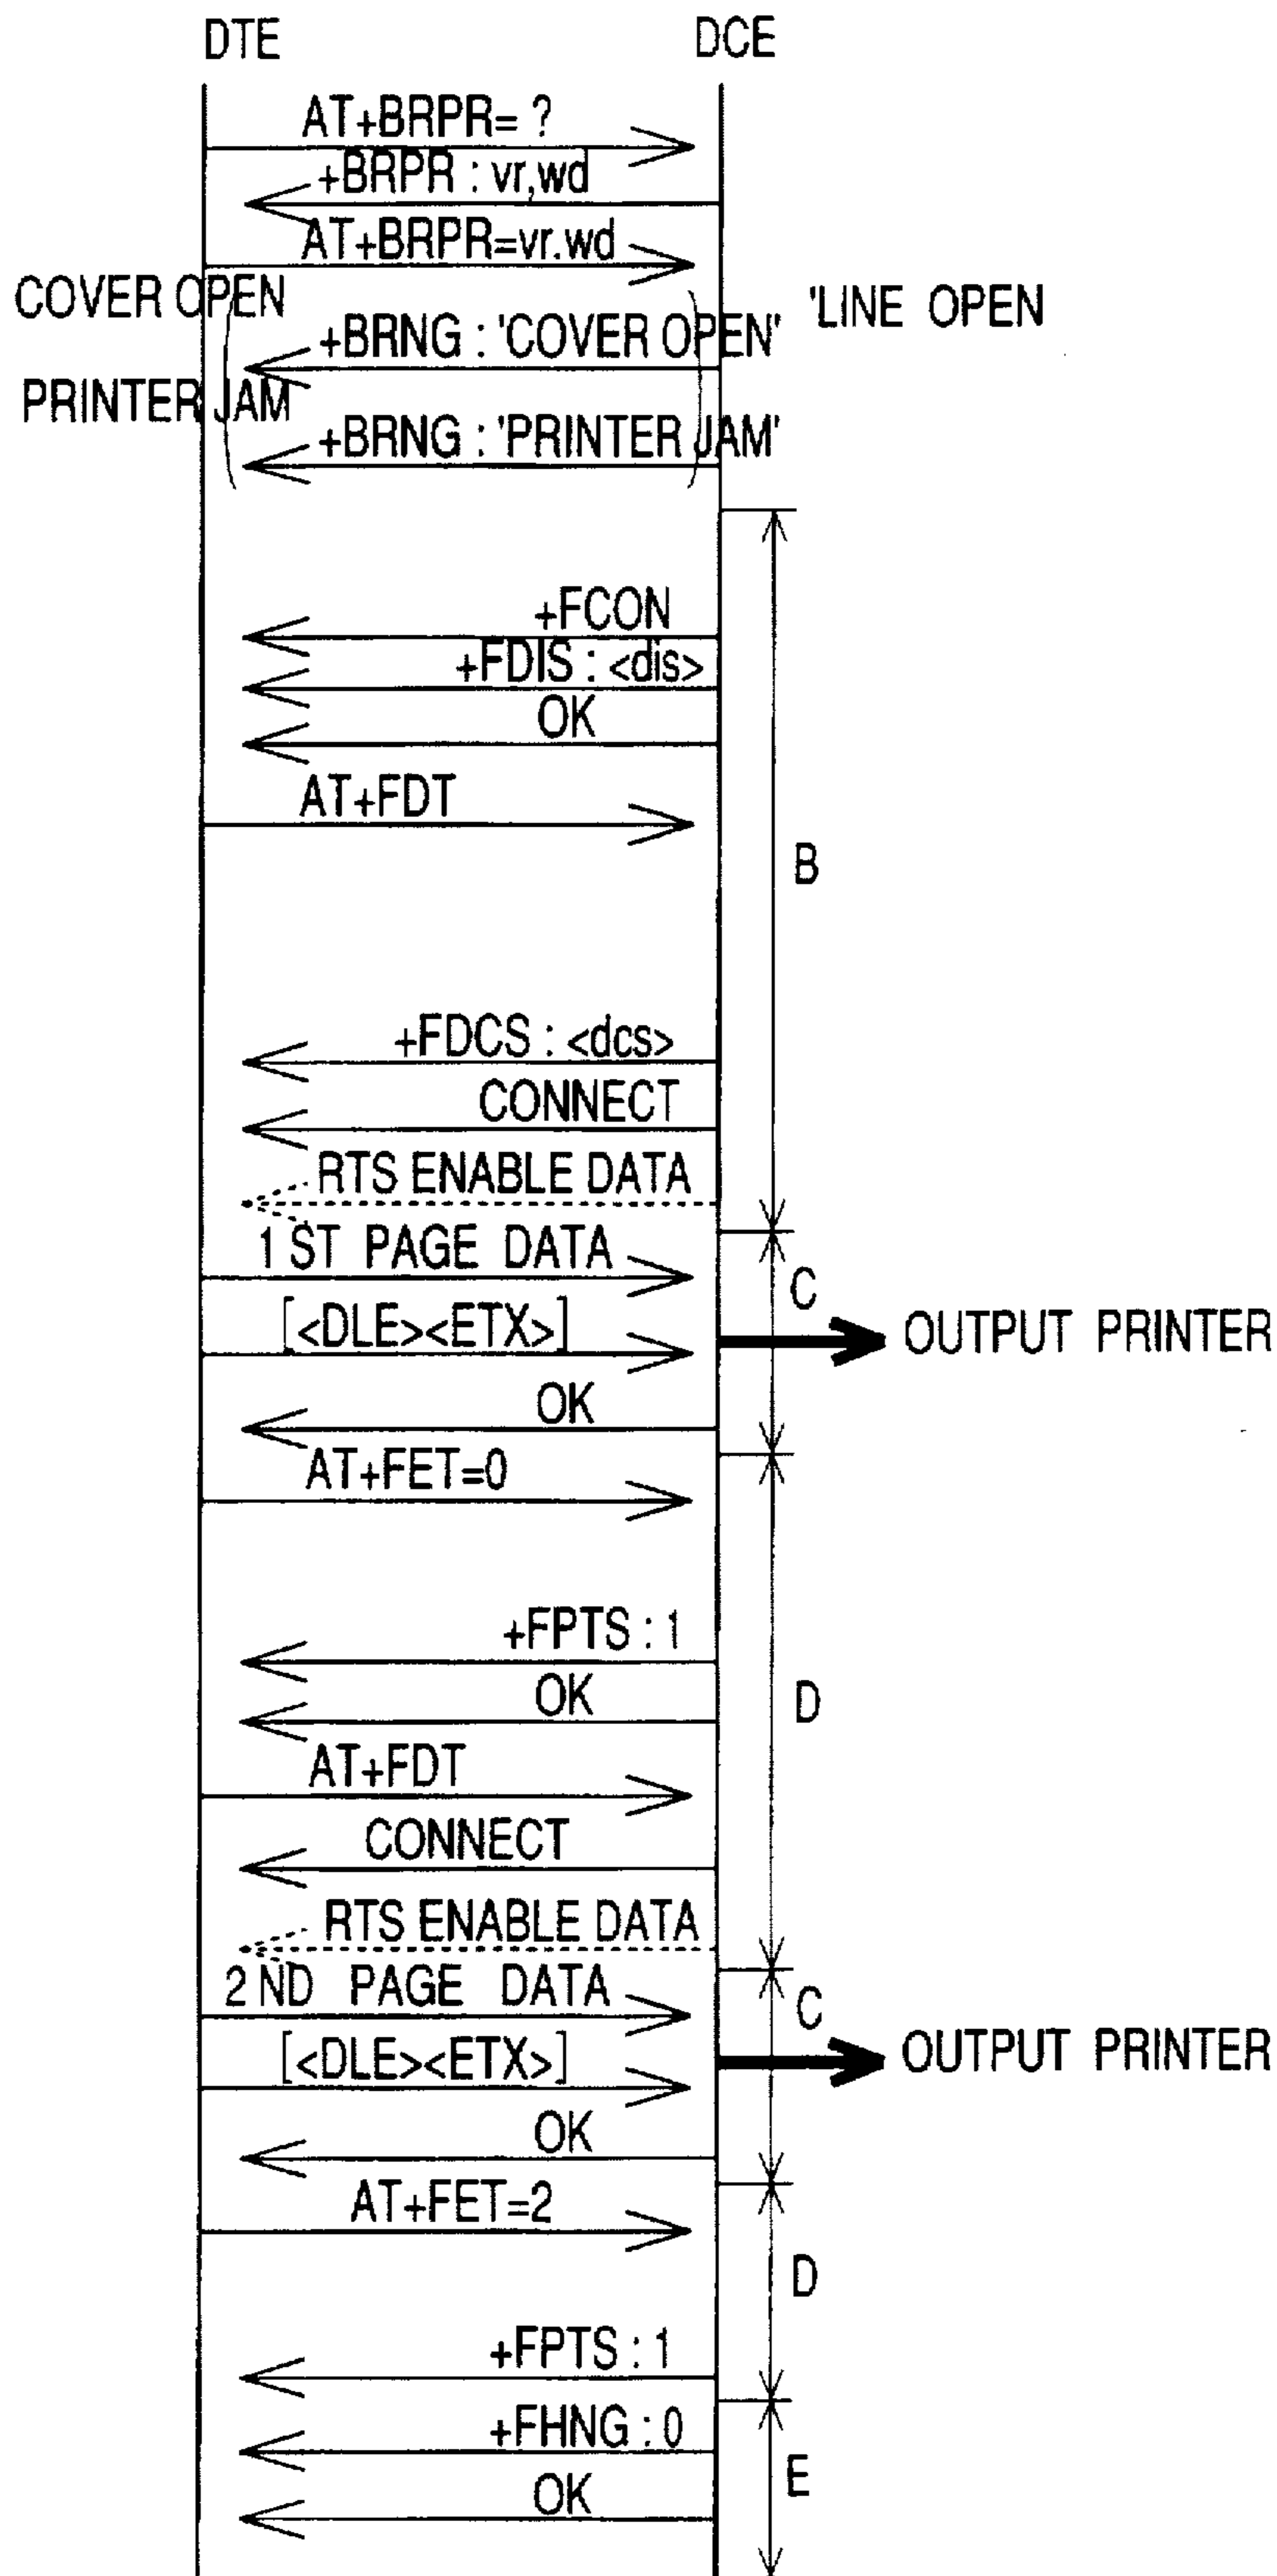 DTE DCE
AT+BRPR= ?
+BRPR : vr,wd
AT+BRPR=vr.wd
COVER OPEN
'LINE OPEN
+BRNG : 'COVER OPEN'
PRINTER JAM
+BRNG : 'PRINTER JAM'
+FCON
+FDIS : <dis>
OK
AT+FDT
B
+FDCS : <dcs>
CONNECT
RTS ENABLE DATA
1 ST PAGE DATA
C
[<DLE><ETX>]
OUTPUT PRINTER
OK
AT+FET=0
+FPTS : 1
OK
D
AT+FDT
CONNECT
RTS ENABLE DATA
2 ND PAGE DATA
C
[<DLE><ETX>]
OUTPUT PRINTER
OK
AT+FET=2
D
+FPTS : 1
+FHNG : 0
E
OK